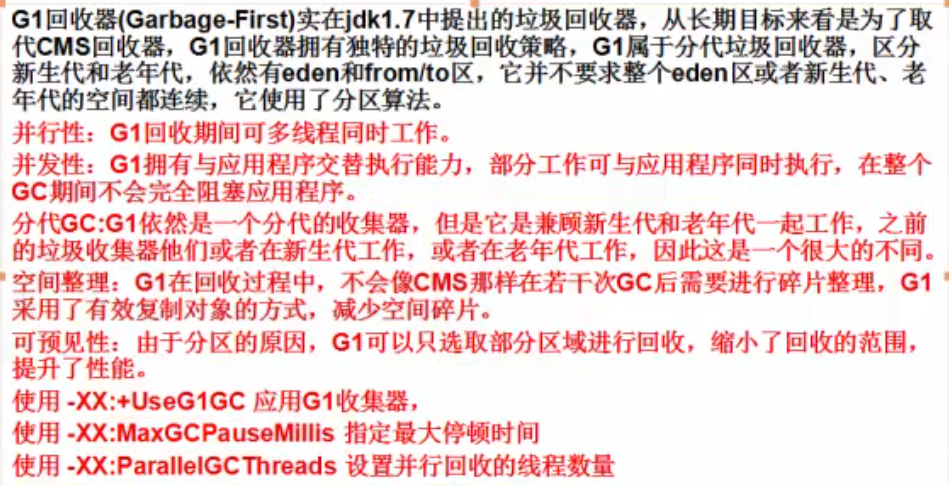 G1回收器(Garbage-First)实在jdk1.7中提出的垃圾回收器，从长期目标来看是为了取
代CMS回收器，G1回收器拥有独特的垃圾回收策略，G1属于分代垃圾回收器，区分
新生代和老年代，依然有eden和from/to区，它并不要求整个eden区或者新生代、老
年代的空间都连续，它使用了分区算法。
并行性：G1回收期间可多线程同时工作。
并发性：G1拥有与应用程序交替执行能力，部分工作可与应用程序同时执行，在整个
GC期间不会完全阻塞应用程序。
分代GC:G1依然是一个分代的收集器，但是它是兼顾新生代和老年代一起工作，之前
的垃圾收集器他们或者在新生代工作，或者在老年代工作，因此这是一个很大的不同。
空间整理：G1在回收过程中，不会像CMS那样在若干次GC后需要进行碎片整理，G1
采用了有效复制对象的方式，减少空间碎片。
可预见性：由于分区的原因，G1可以只选取部分区域进行回收，缩小了回收的范围，
提升了性能。
使用 -XX:+UseG1GC 应用G1收集器，
使用 -XX:MaxGCPauseMillis 指定最大停顿时间
使用 -XX:ParallelGCThreads 设置并行回收的线程数量